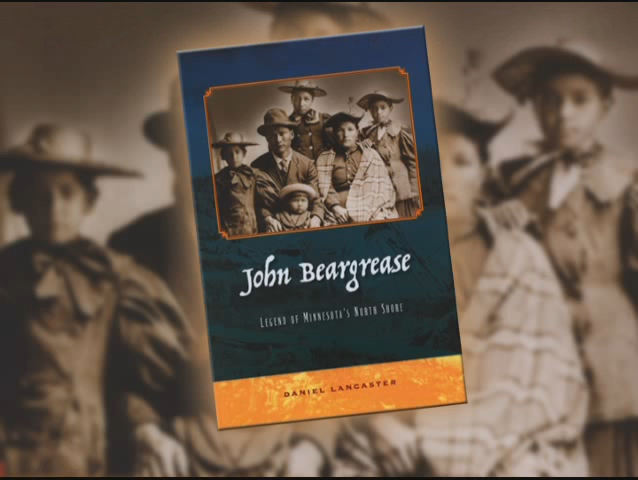 John Beargrease
Legend of Minnesota's North Shore
DANIEL LANCASTER